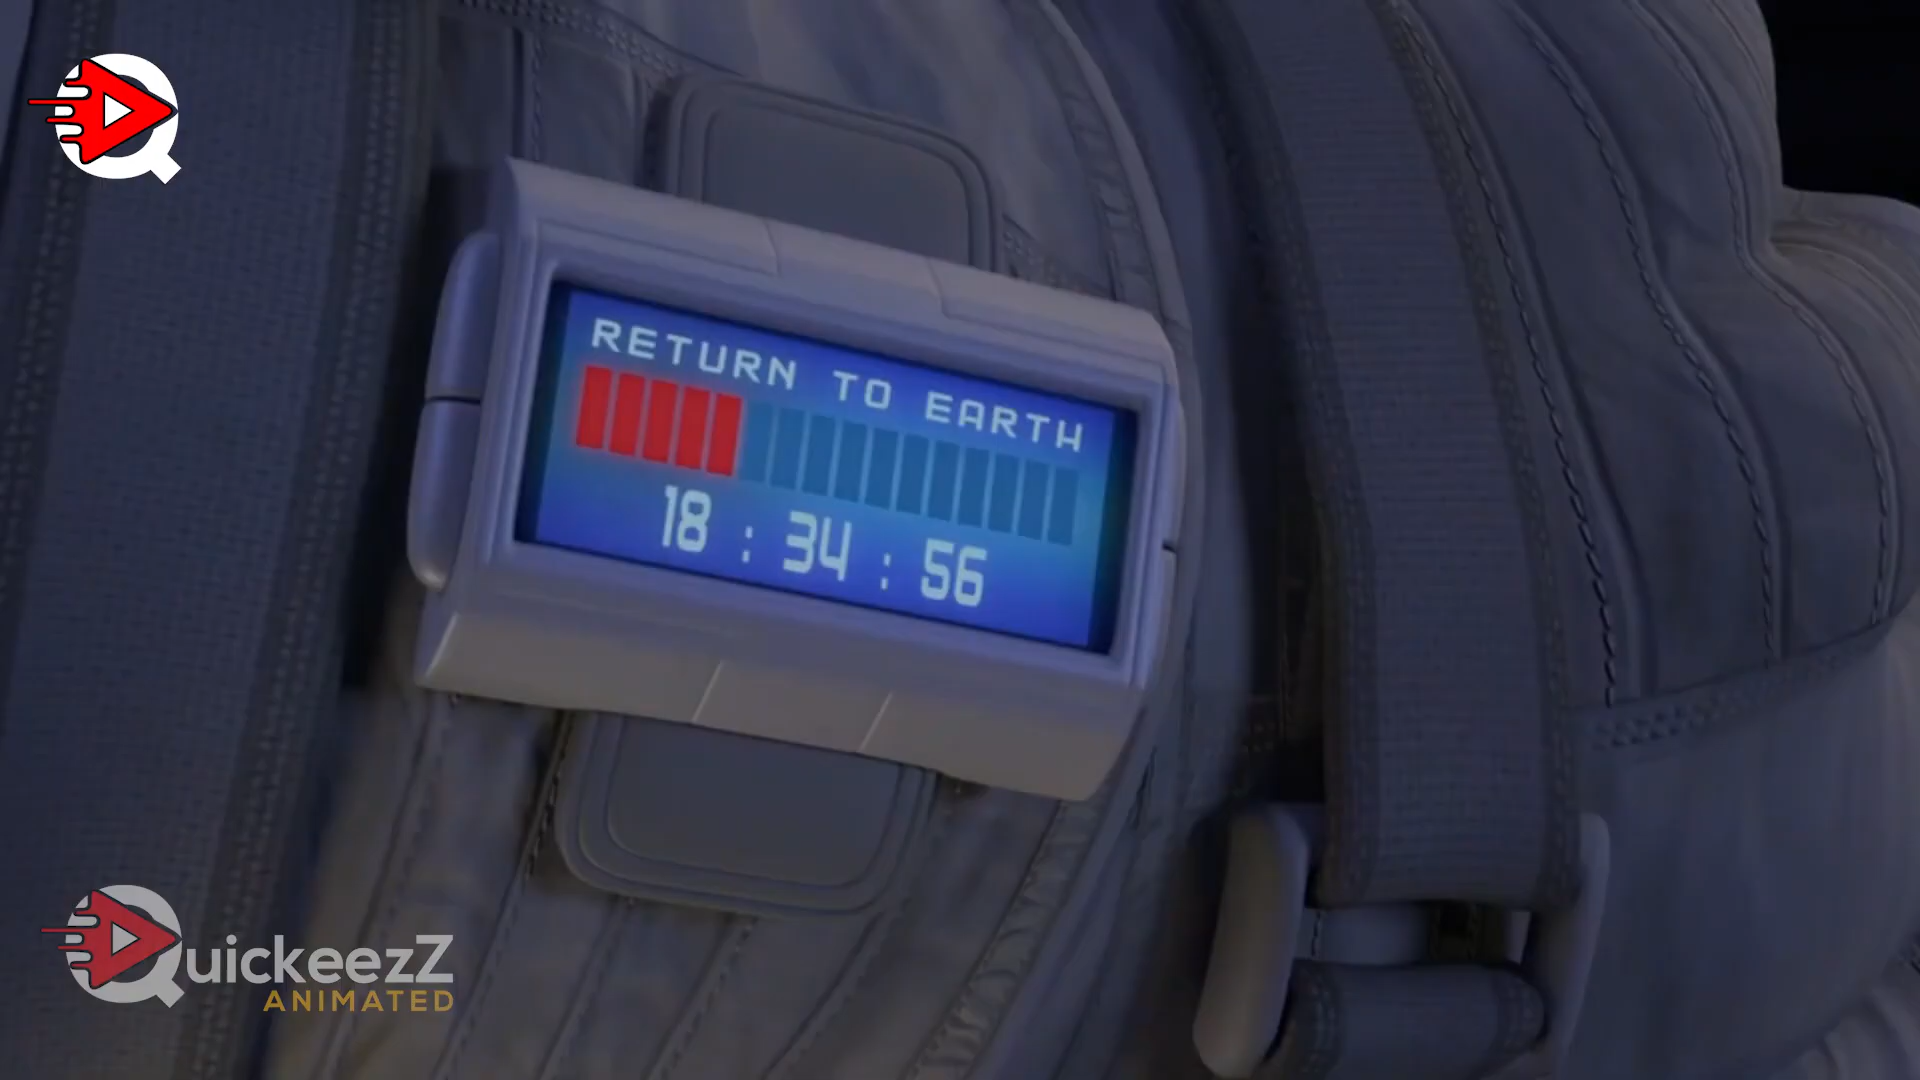 RETURN TO EARTH
18 : 34 : 56
QuickeezZ
ANIMATED